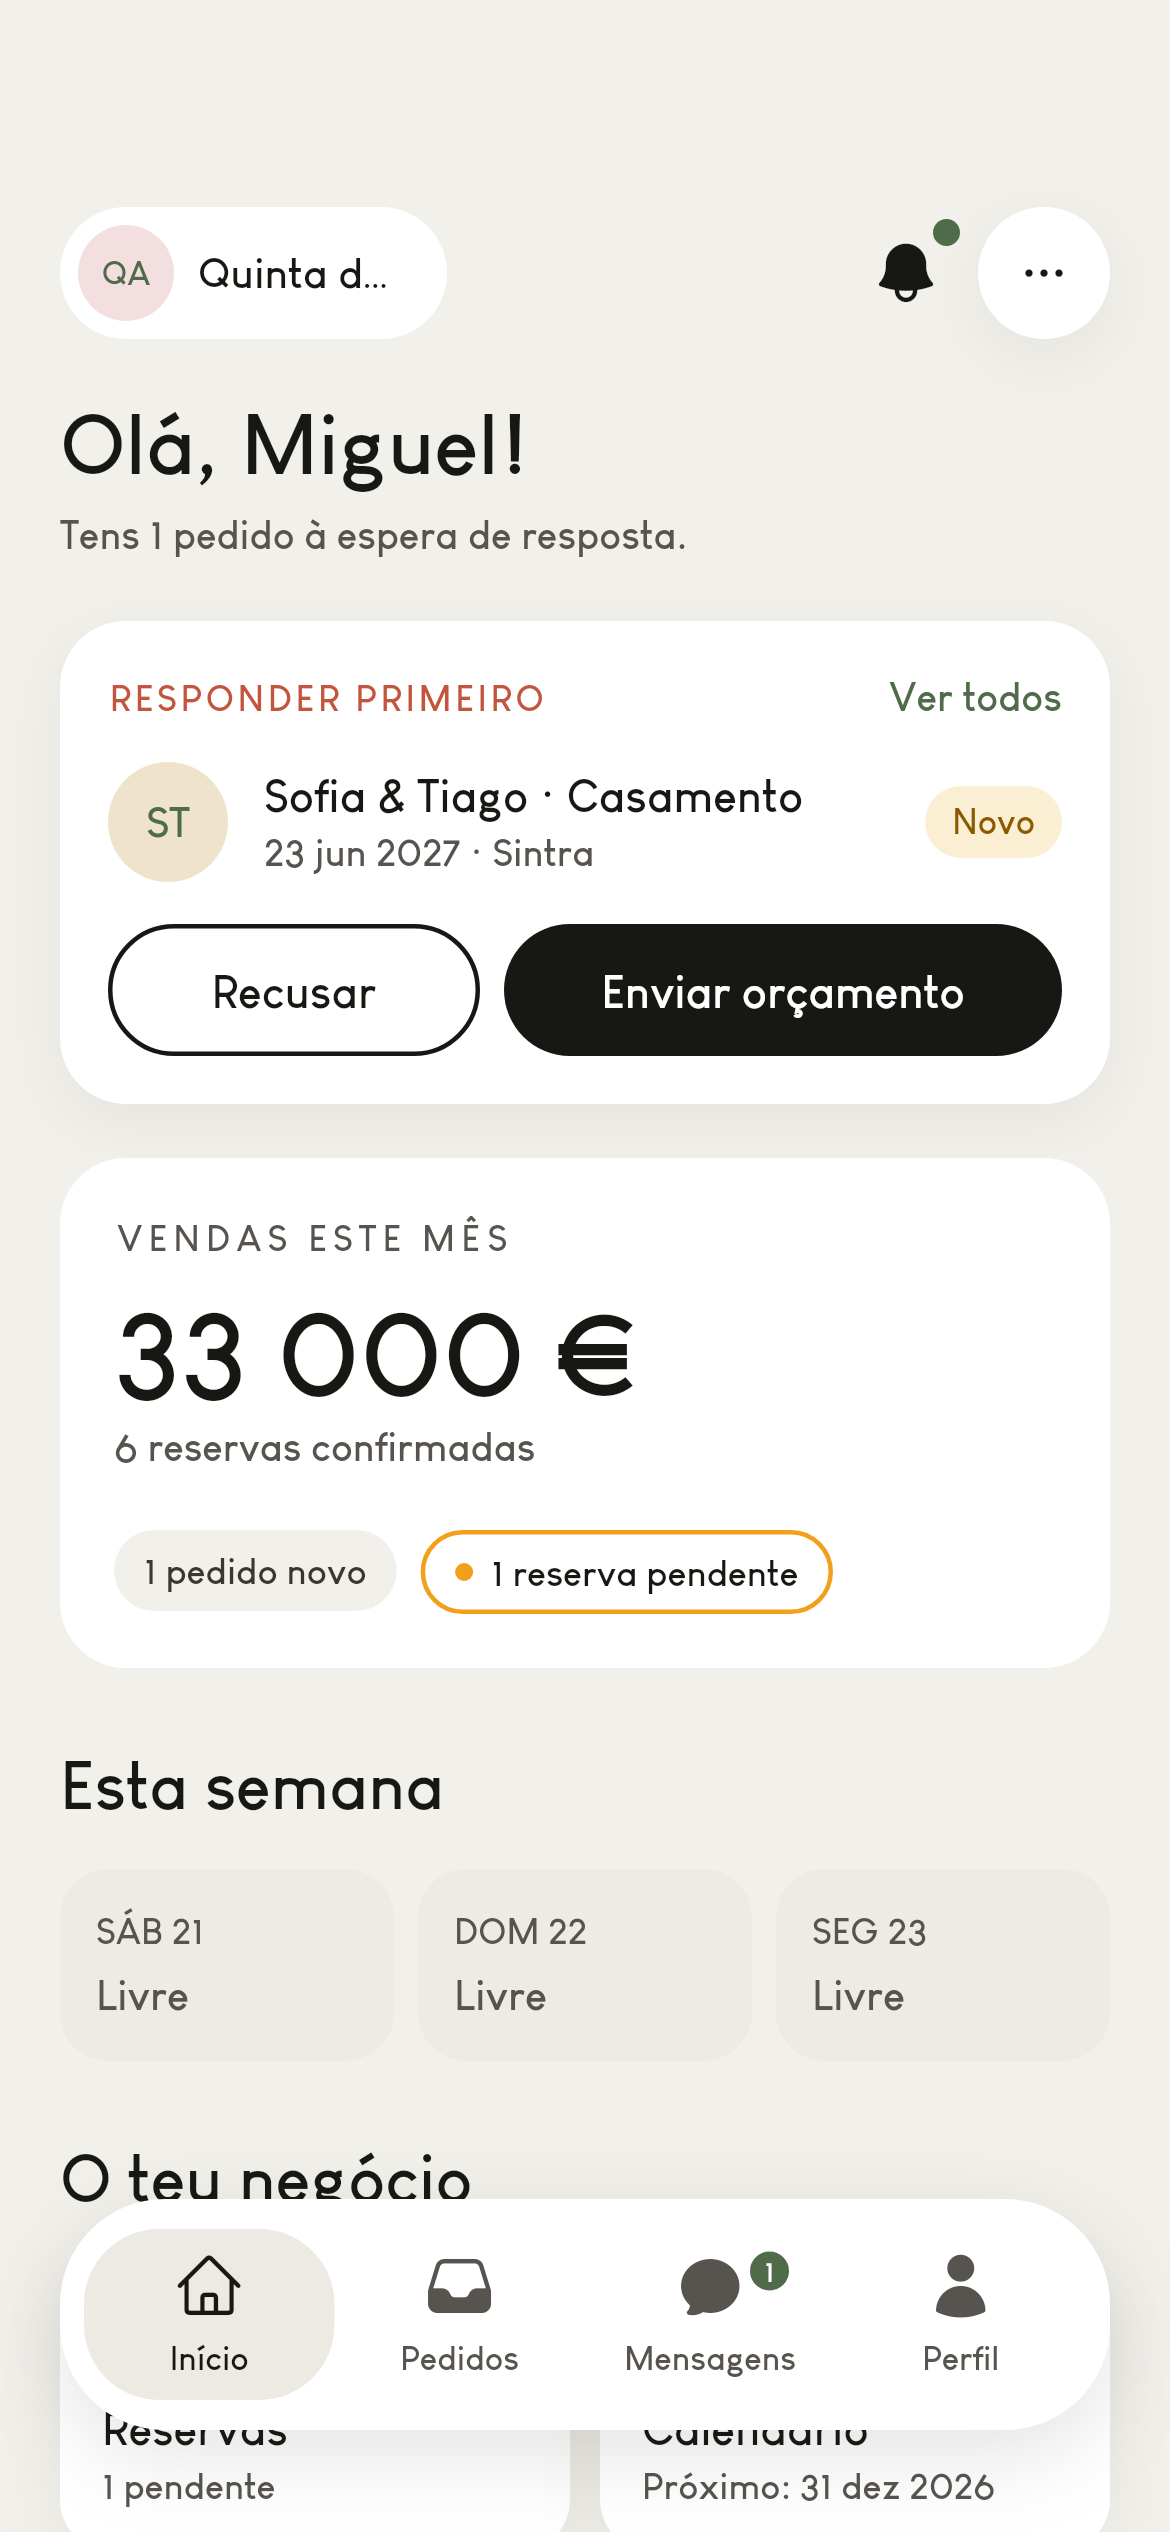 QA Quinta d...
Olá, Miguel!
Tens 1 pedido à espera de resposta.
RESPONDER PRIMEIRO Ver todos
ST Sofia & Tiago · Casamento Novo
23 jun 2027 · Sintra
Recusar Enviar orçamento
VENDAS ESTE MÊS
33 000 €
6 reservas confirmadas
1 pedido novo 1 reserva pendente
Esta semana
SÁB 21 DOM 22 SEG 23
Livre Livre Livre
O teu negócio
1
Início Pedidos Mensagens Perfil
Reservas Calendário
1 pendente Próximo: 31 dez 2026